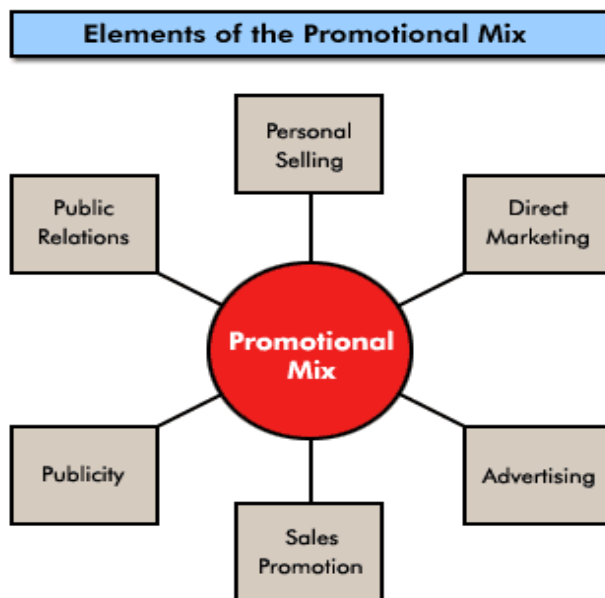 Elements of the Promotional Mix
Personal
Selling
Public
Relations
Direct
Marketing
Promotional
Mix
Publicity
Advertising
Sales
Promotion